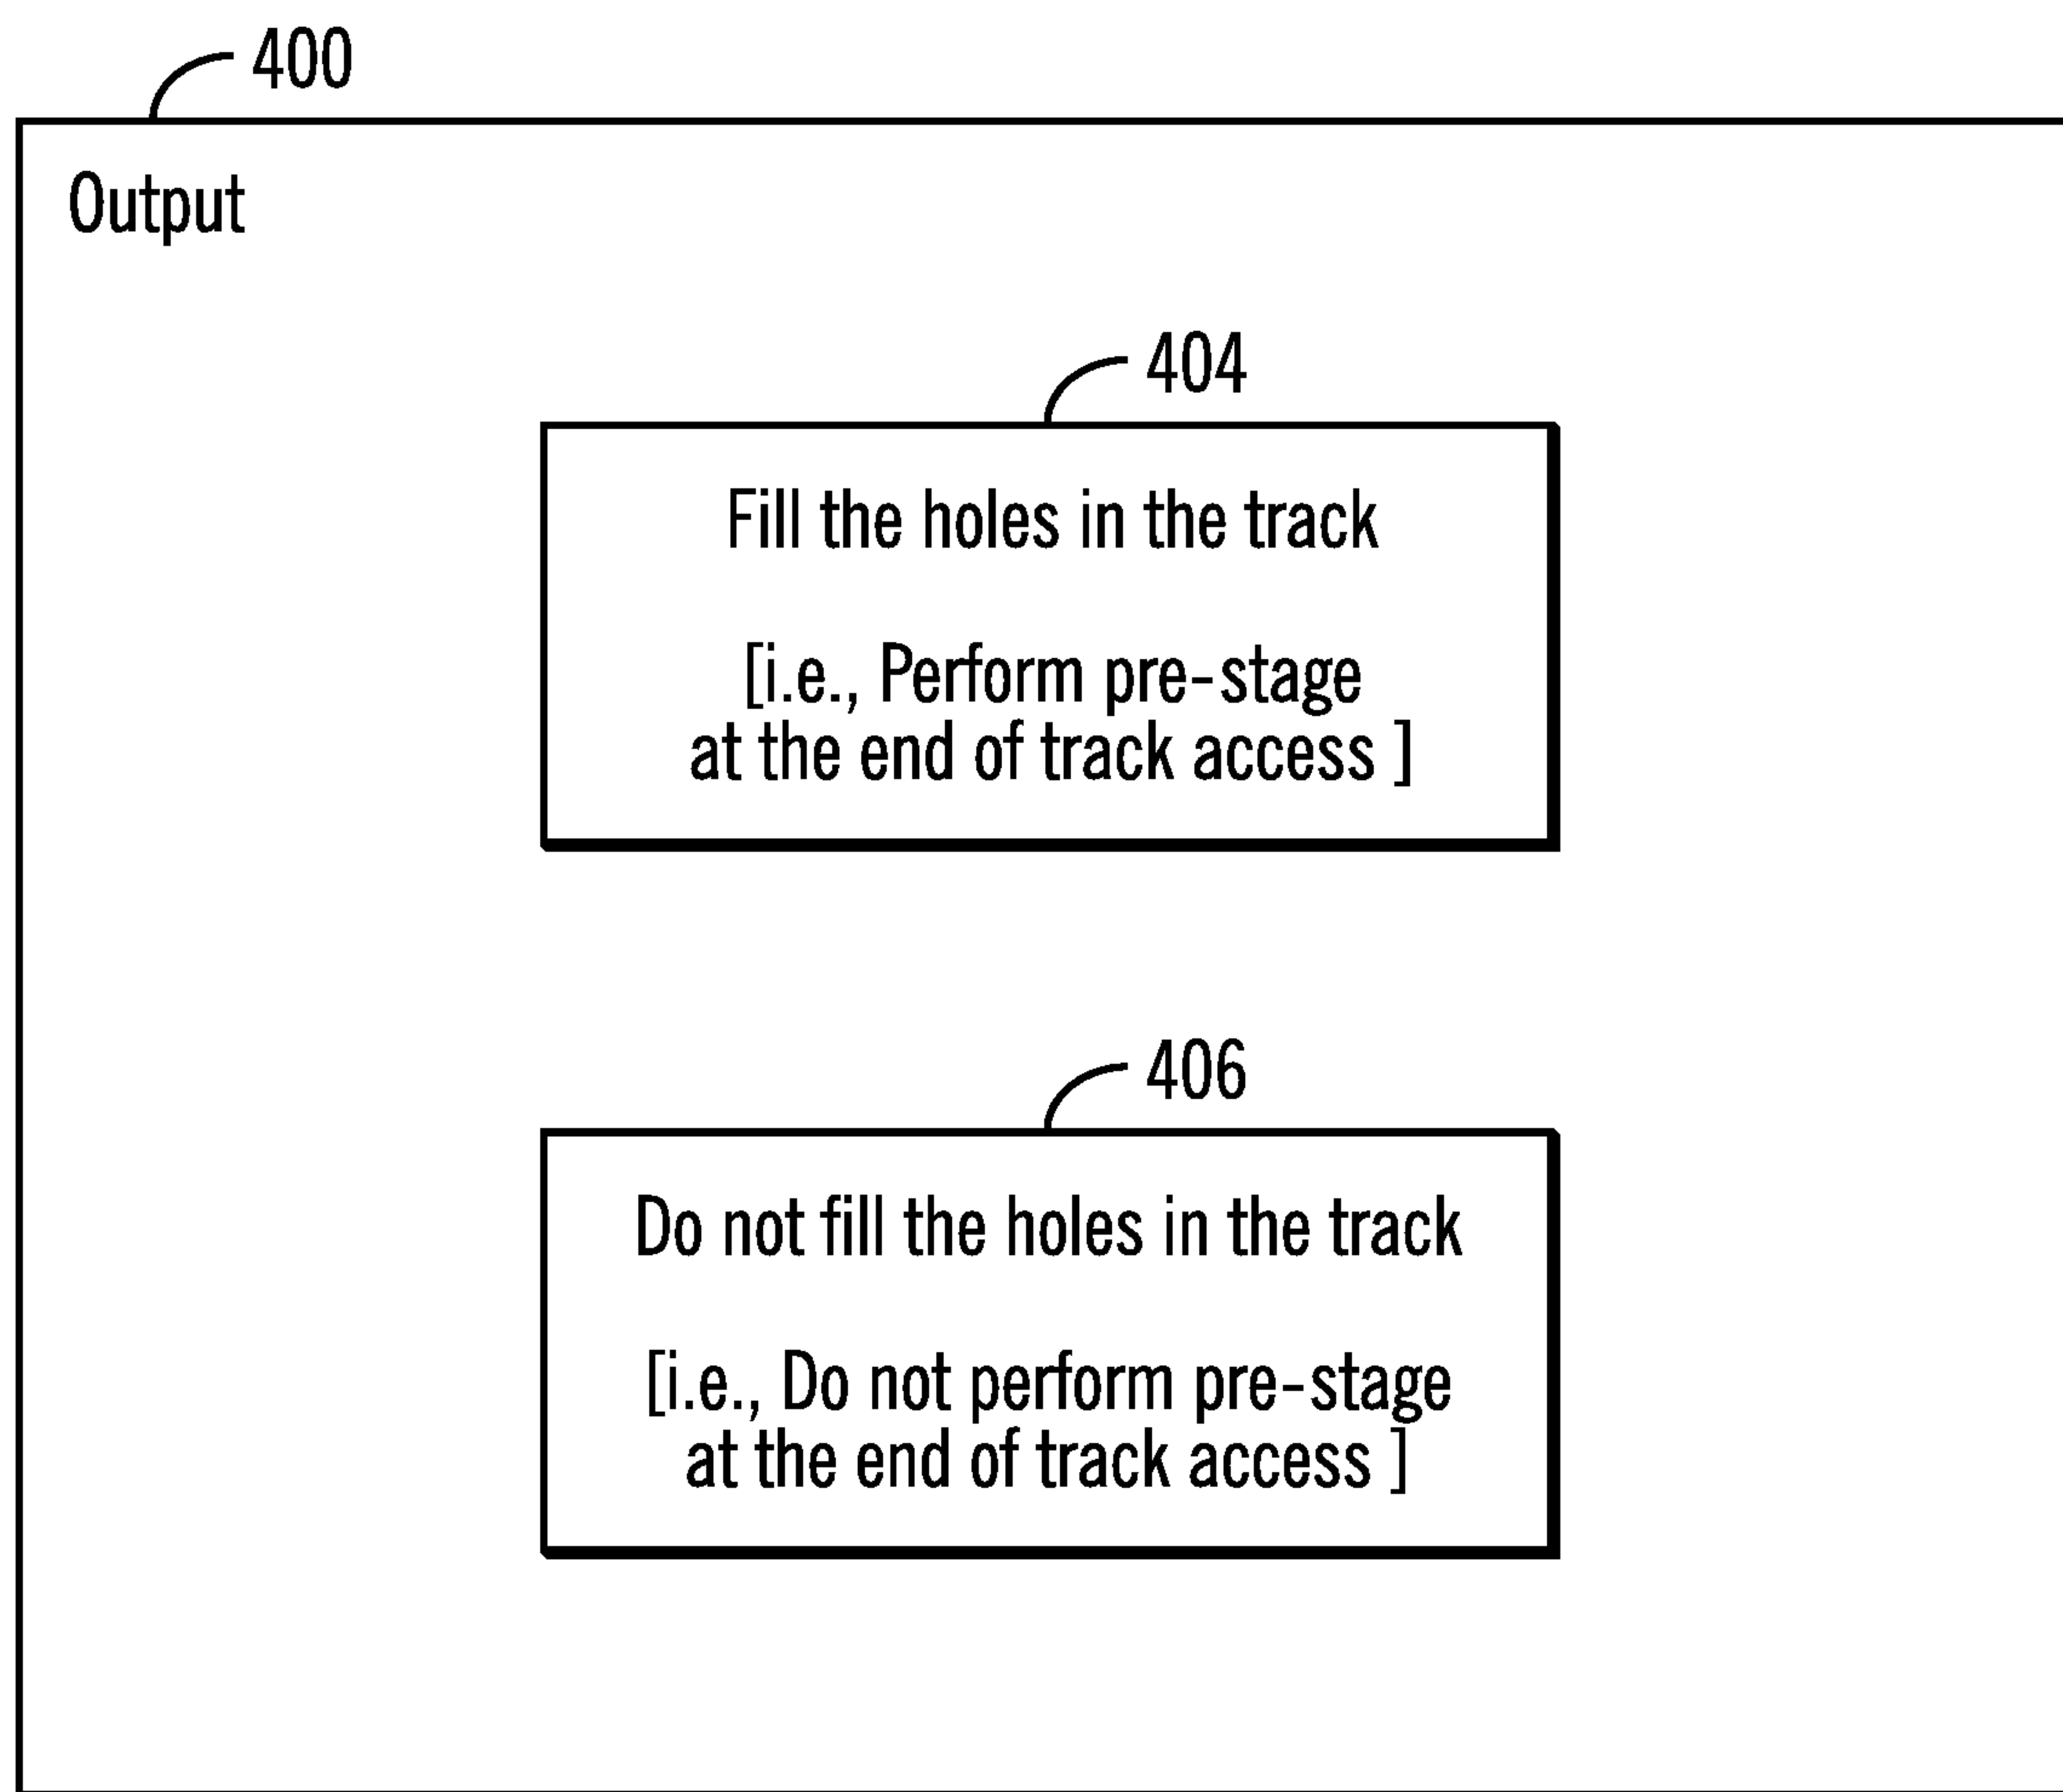 400
Output
404
Fill the holes in the track
[i.e., Perform pre-stage
at the end of track access ]
406
Do not fill the holes in the track
[i.e., Do not perform pre-stage
at the end of track access ]